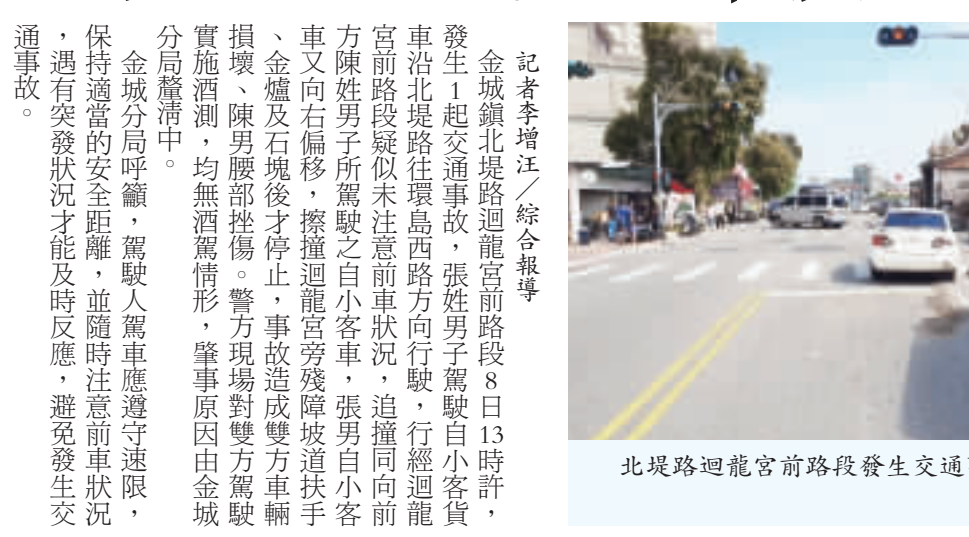 記者李增汪／綜合報導
金城鎮北堤路迴龍宮前路段8日13時許，
發生1起交通事故，張姓男子駕駛自小客貨
車沿北堤路往環島西路方向行駛，行經迴龍
宮前路段疑似未注意前車狀況，追撞同向前
方陳姓男子所駕駛之自小客車，張男自小客
車又向右偏移，擦撞迴龍宮旁殘障坡道扶手
、金爐及石塊後才停止，事故造成雙方車輛
損壞、陳男腰部挫傷。警方現場對雙方駕駛
實施酒測，均無酒駕情形，肇事原因由金城
分局釐清中。
金城分局呼籲，駕駛人駕車應遵守速限，
保持適當的安全距離，並隨時注意前車狀況
，遇有突發狀況才能及時反應，避免發生交
通事故。
北堤路迴龍宮前路段發生交通